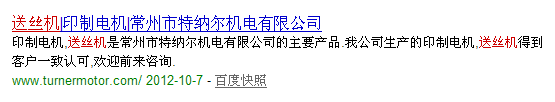 送丝机|印制电机|常州市特纳尔机电有限公司
印制电机,送丝机是常州市特纳尔机电有限公司的主要产品.我公司生产的印制电机,送丝机得到
客户一致认可,欢迎前来咨询.
www.turnermotor.com/ 2012-10-7 - 百度快照